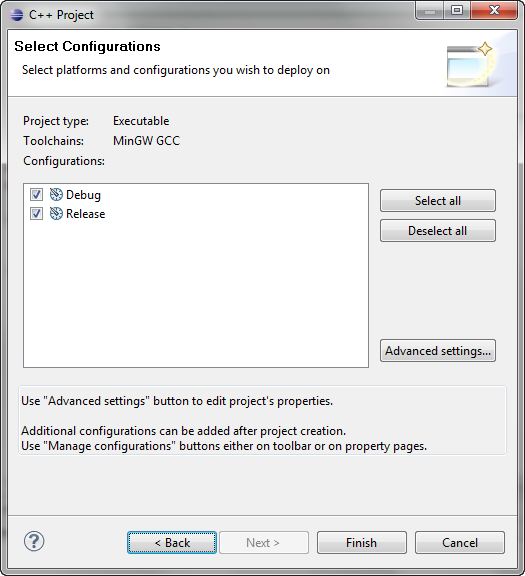 C++ Project
Select Configurations
Select platforms and configurations you wish to deploy on
Project type: Executable
Toolchains: MinGW GCC
Configurations:
Debug
Release
Select all
Deselect all
Advanced settings...
Use "Advanced settings" button to edit project's properties.
Additional configurations can be added after project creation.
Use "Manage configurations" buttons either on toolbar or on property pages.
? < Back Next > Finish Cancel